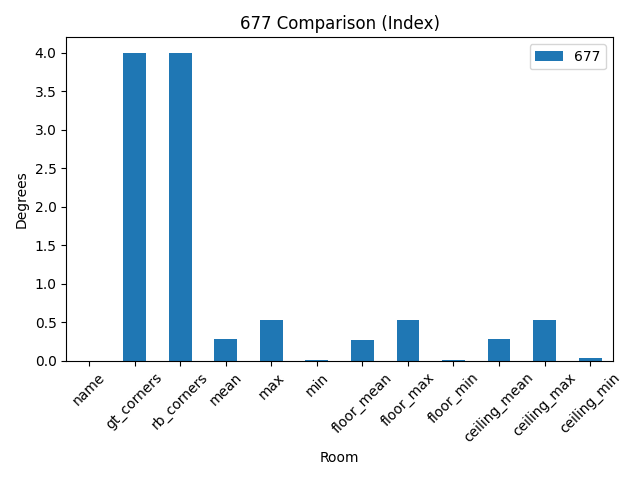 677 Comparison (Index)
677
Degrees
4.0
3.5
3.0
2.5
2.0
1.5
1.0
0.5
0.0
name
gt_corners
rb_corners
mean
max
min
floor_mean
floor_max
floor_min
ceiling_mean
ceiling_max
ceiling_min
Room